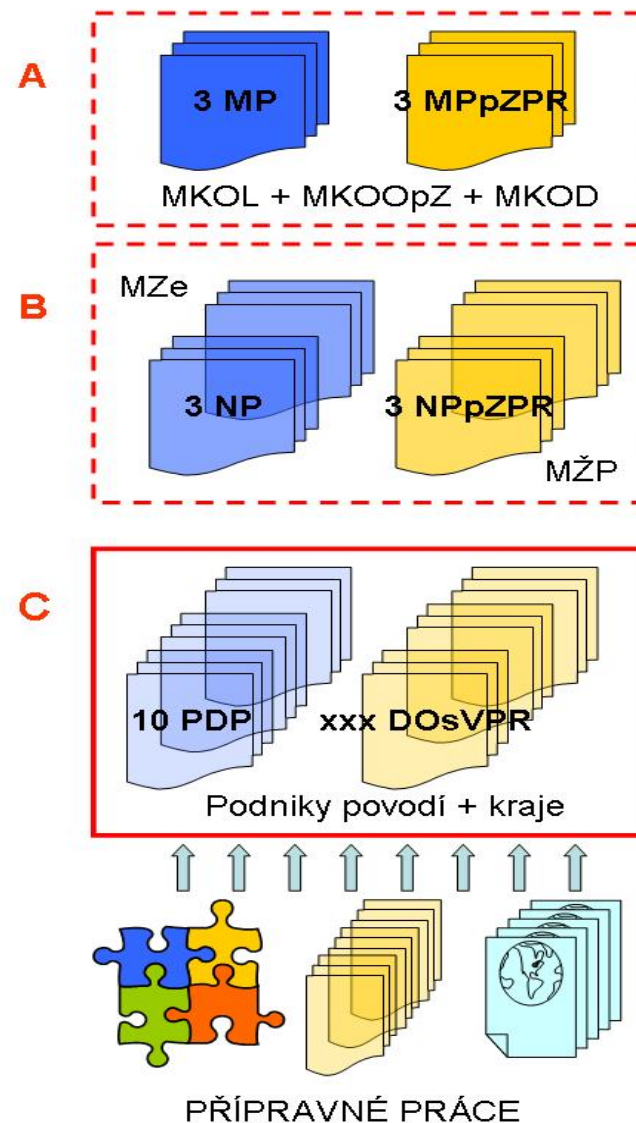 A
3 MP 3 MPpZPR
MKOL + MKOOpZ + MKOD
B
MZe
3 NP 3 NPpZPR
MŽP
C
10 PDP xxx DOsVPR
Podniky povodí + kraje
PŘÍPRAVNÉ PRÁCE